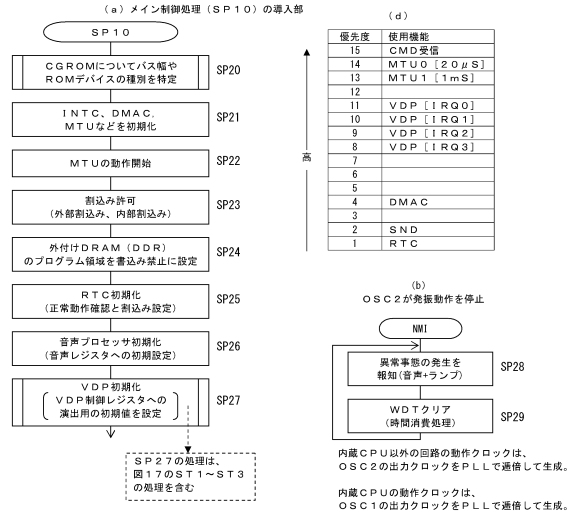 （ａ）メイン制御処理（ＳＰ１０）の導入部
ＳＰ１０
ＣＧＲＯＭについてバス幅や
ＲＯＭデバイスの種別を特定
SP20
ＩＮＴＣ、ＤＭＡＣ、
ＭＴＵなどを初期化
SP21
ＭＴＵの動作開始
SP22
割込み許可
（外部割込み、内部割込み）
SP23
外付けＤＲＡＭ（ＤＤＲ）
のプログラム領域を書込み禁止に設定
SP24
ＲＴＣ初期化
（正常動作確認と割込み設定）
SP25
音声プロセッサ初期化
（音声レジスタへの初期設定）
SP26
ＶＤＰ初期化
ＶＤＰ制御レジスタへの
演出用の初期値を設定
SP27
ＳＰ２７の処理は、
図１７のＳＴ１～ＳＴ３
の処理を含む
（ｄ）
高
優先度 使用機能
15 ＣＭＤ受信
14 ＭＴＵ０［２０μＳ］
13 ＭＴＵ１［１ｍＳ］
12
11 ＶＤＰ［ＩＲＱ０］
10 ＶＤＰ［ＩＲＱ１］
9 ＶＤＰ［ＩＲＱ２］
8 ＶＤＰ［ＩＲＱ３］
7
6
5
4 ＤＭＡＣ
3
2 ＳＮＤ
1 ＲＴＣ
（ｂ）
ＯＳＣ２が発振動作を停止
NMI
異常事態の発生を
報知（音声+ランプ）
SP28
ＷＤＴクリア
（時間消費処理）
SP29
内蔵ＣＰＵ以外の回路の動作クロックは、
ＯＳＣ２の出力クロックをＰＬＬで逓倍して生成。
内蔵ＣＰＵの動作クロックは、
ＯＳＣ１の出力クロックをＰＬＬで逓倍して生成。